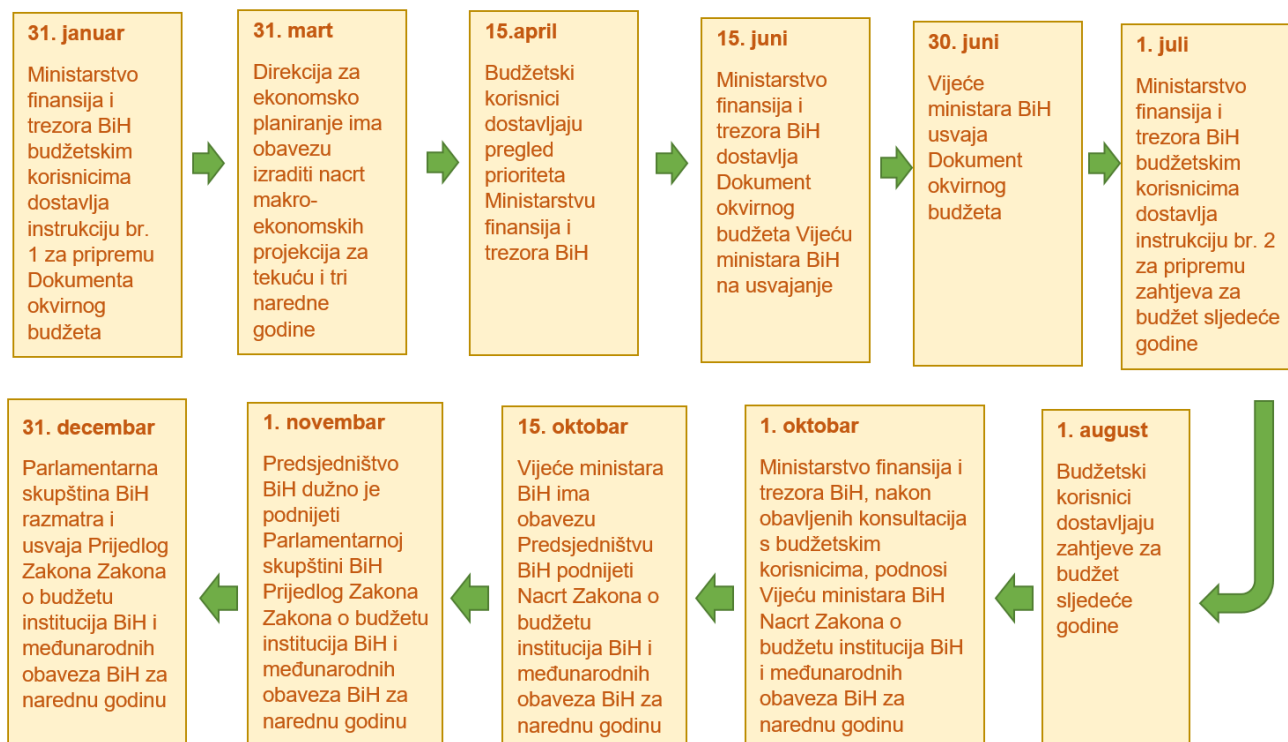 31. januar
Ministarstvo
finansija i
trezora BiH
budžetskim
korisnicima
dostavlja
instrukciju br.
1 za pripremu
Dokumenta
okvirnog
budžeta
31. mart
Direkcija za
ekonomsko
planiranje ima
obavezu
izraditi nacrt
makro-
ekonomskih
projekcija za
tekuću i tri
naredne
godine
15.april
Budžetski
korisnici
dostavljaju
pregled
prioriteta
Ministarstvu
finansija i
trezora BiH
15. juni
Ministarstvo
finansija i
trezora BiH
dostavlja
Dokument
okvirnog
budžeta Vijeću
ministara BiH
na usvajanje
30. juni
Vijeće
ministara BiH
usvaja
Dokument
okvirnog
budžeta
1. juli
Ministarstvo
finansija i
trezora BiH
budžetskim
korisnicima
dostavlja
instrukciju br. 2
za pripremu
zahtjeva za
budžet sljedeće
godine
1. august
Budžetski
korisnici
dostavljaju
zahtjeve za
budžet
sljedeće
godine
1. oktobar
Ministarstvo finansija i
trezora BiH, nakon
obavljenih konsultacija
s budžetskim
korisnicima, podnosi
Vijeću ministara BiH
Nacrt Zakona o
budžetu institucija BiH
i međunarodnih
obaveza BiH za
narednu godinu
15. oktobar
Vijeće ministara
BiH ima
obavezu
Predsjedništvu
BiH podnijeti
Nacrt Zakona o
budžetu
institucija BiH i
međunarodnih
obaveza BiH za
narednu godinu
1. novembar
Predsjedništvo
BiH dužno je
podnijeti
Parlamentarnoj
skupštini BiH
Prijedlog Zakona
Zakona o budžetu
institucija BiH i
međunarodnih
obaveza BiH za
narednu godinu
31. decembar
Parlamentarna
skupština BiH
razmatra i
usvaja Prijedlog
Zakona Zakona
o budžetu
institucija BiH i
međunarodnih
obaveza BiH za
narednu godinu